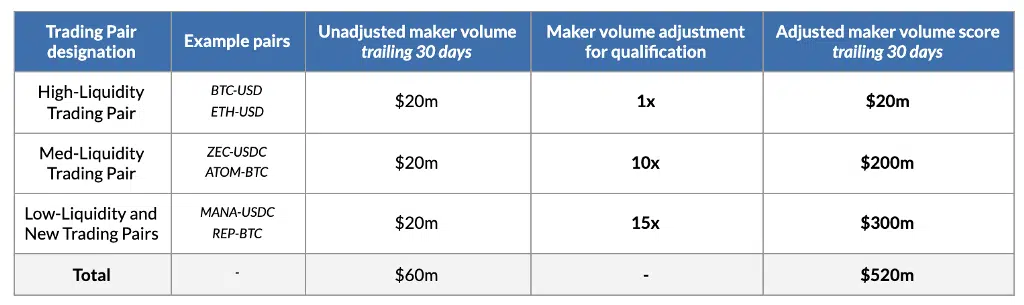 Trading Pair
designation
Example pairs
Unadjusted maker volume
trailing 30 days
Maker volume adjustment
for qualification
Adjusted maker volume score
trailing 30 days
High-Liquidity
Trading Pair
BTC-USD
ETH-USD
$20m
1x
$20m
Med-Liquidity
Trading Pair
ZEC-USDC
ATOM-BTC
$20m
10x
$200m
Low-Liquidity and
New Trading Pairs
MANA-USDC
REP-BTC
$20m
15x
$300m
Total
-
$60m
-
$520m